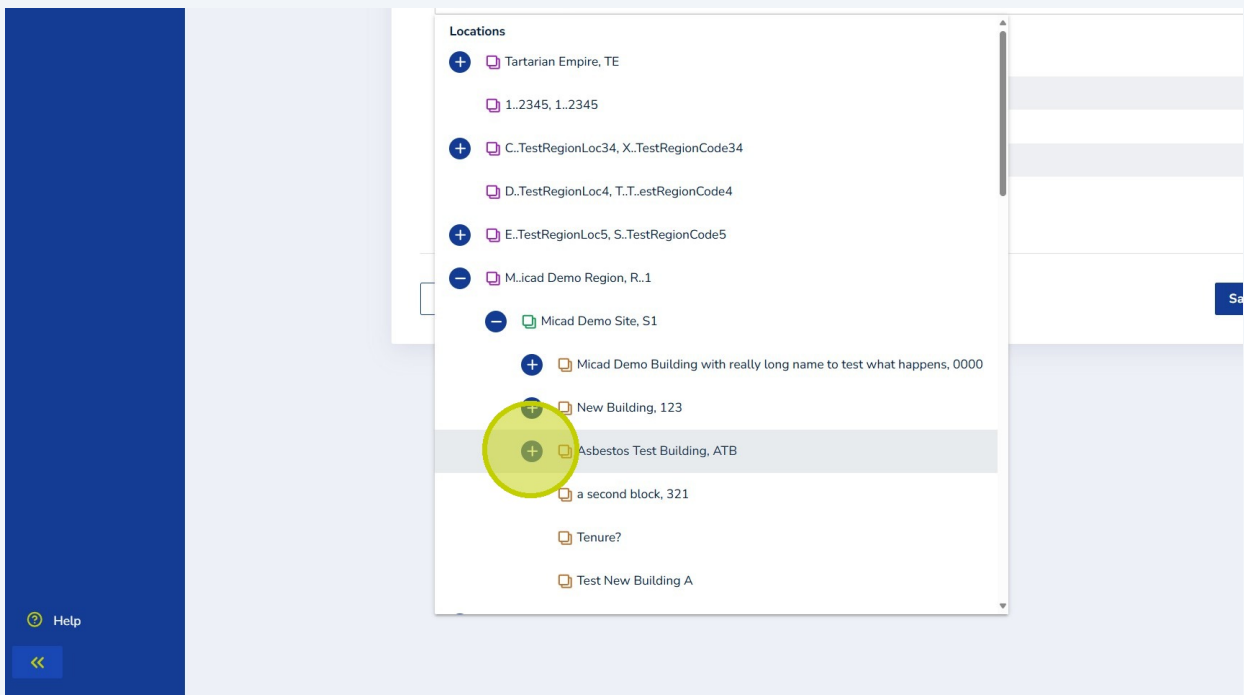 Locations
Tartarian Empire, TE
1..2345, 1..2345
C..TestRegionLoc34, X..TestRegionCode34
D..TestRegionLoc4, T..T..estRegionCode4
E..TestRegionLoc5, S..TestRegionCode5
M..icad Demo Region, R..1
Sa
Micad Demo Site, S1
Micad Demo Building with really long name to test what happens, 0000
New Building, 123
Asbestos Test Building, ATB
a second block, 321
Tenure?
Test New Building A
Help